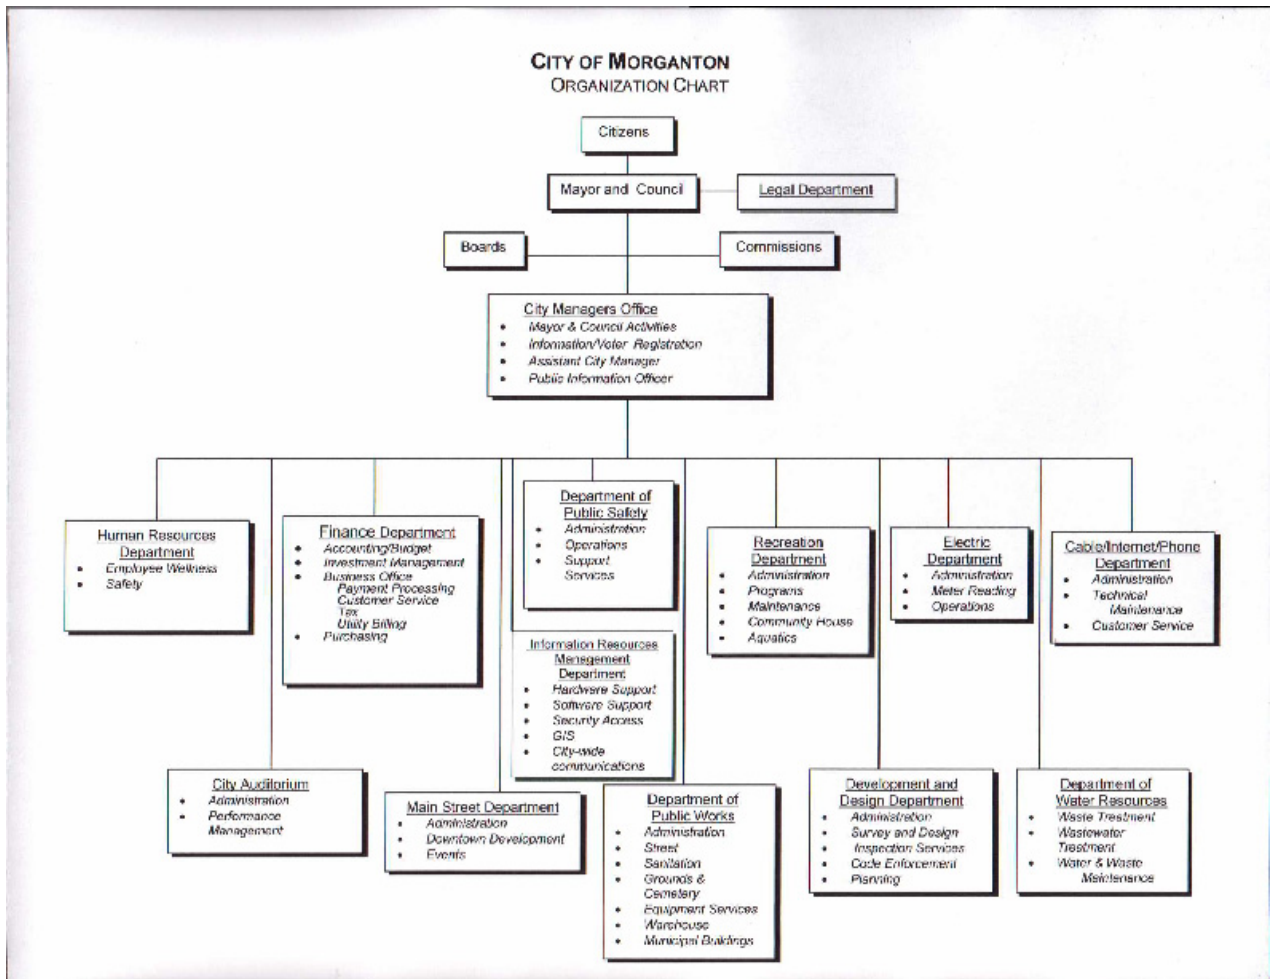 CITY OF MORGANTON
ORGANIZATION CHART
Citizens
Mayor and Council
Legal Department
Boards
Commissions
City Managers Office
• Mayor & Council Activities
• Information/Voter Registration
• Assistant City Manager
• Public Information Officer
Human Resources
Department
• Employee Wellness
• Safety
Finance Department
• Accounting/Budget
• Investment Management
• Business Office
Payment Processing
Customer Service
Tax
Utility Billing
• Purchasing
Department of
Public Safety
• Administration
• Operations
• Support
Services
Recreation
Department
• Administration
• Programs
• Maintenance
• Community House
• Aquatics
Electric
Department
• Administration
• Meter Reading
• Operations
Cable/Internet/Phone
Department
• Administration
• Technical
Maintenance
• Customer Service
Information Resources
Management
Department
• Hardware Support
• Software Support
• Security Access
• GIS
• City-wide
communications
City Auditorium
• Administration
• Performance
Management
Main Street Department
• Administration
• Downtown Development
• Events
Department of
Public Works
• Administration
• Street
• Sanitation
• Grounds &
Cemetery
• Equipment Services
• Warehouse
• Municipal Buildings
Development and
Design Department
• Administration
• Survey and Design
• Inspection Services
• Code Enforcement
• Planning
Department of
Water Resources
• Waste Treatment
• Wastewater
Treatment
• Water & Waste
Maintenance